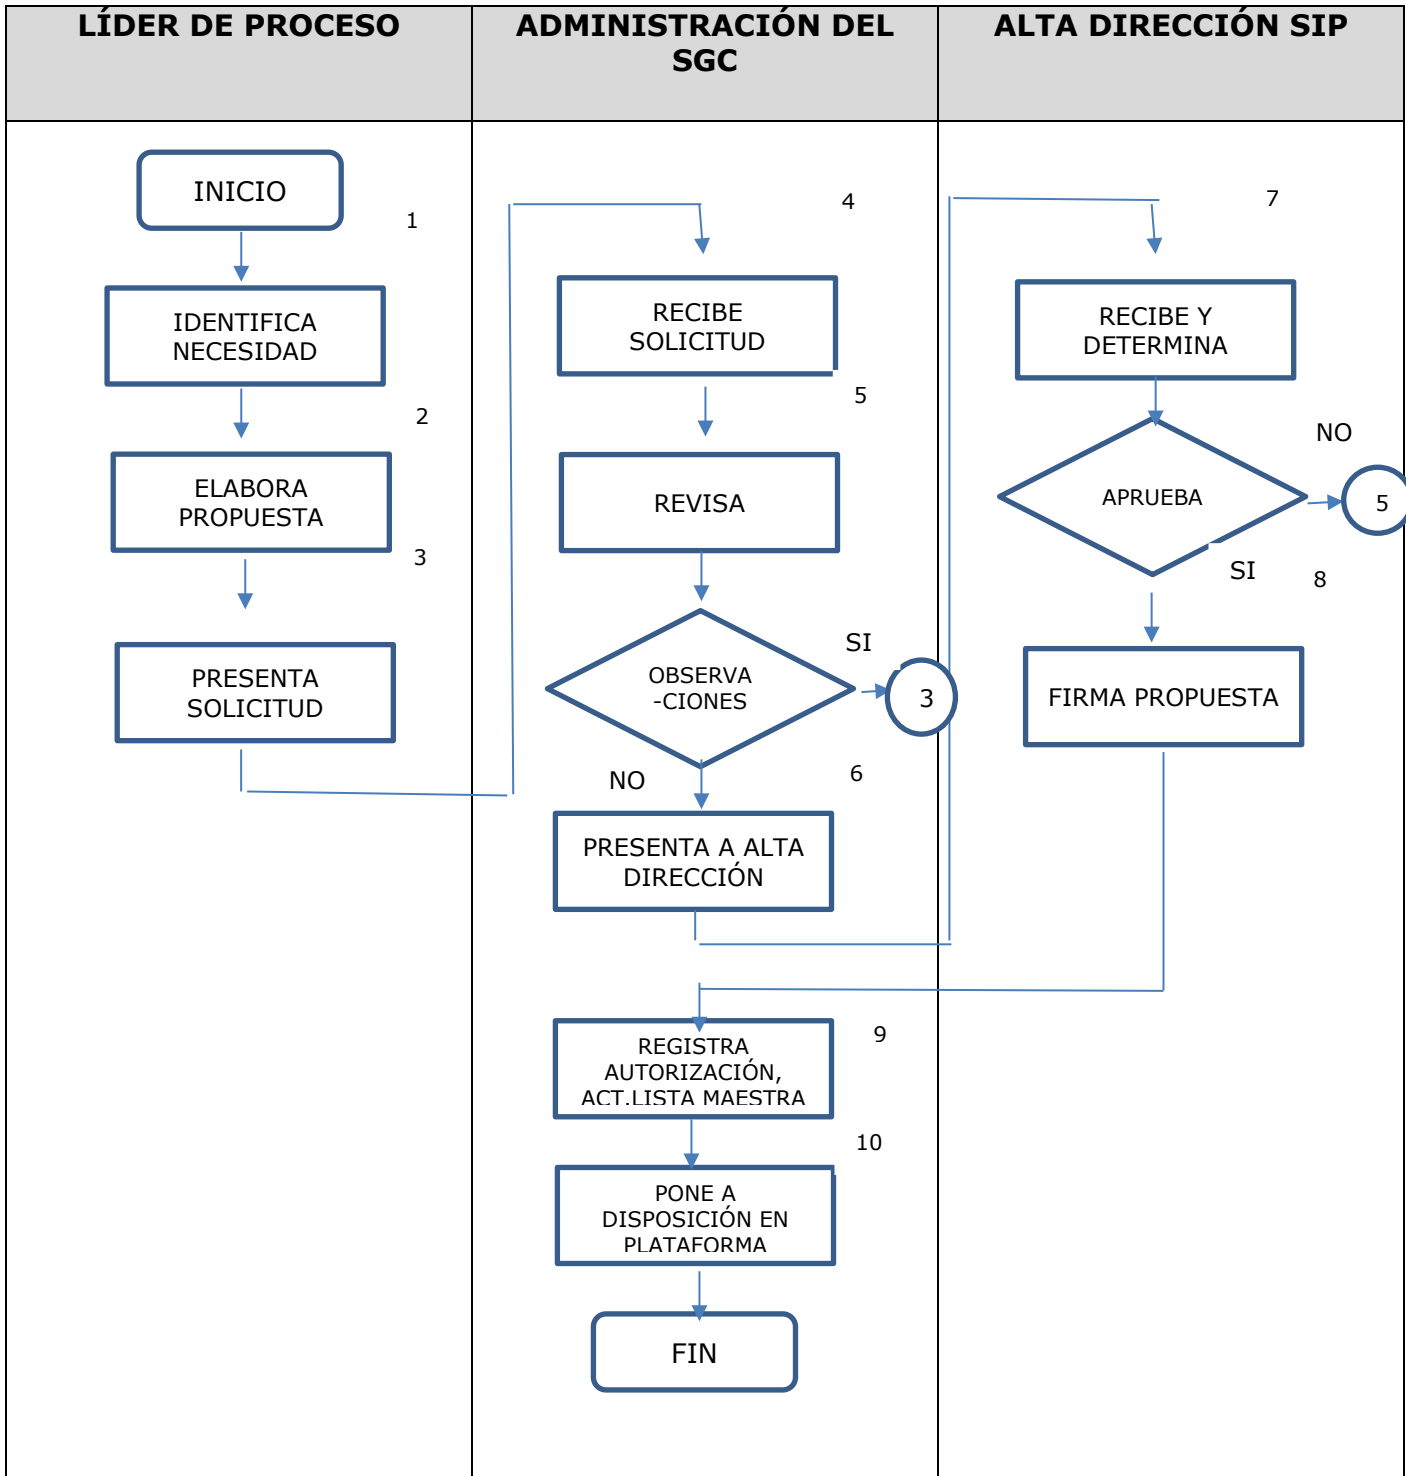 LÍDER DE PROCESO
ADMINISTRACIÓN DEL
SGC
ALTA DIRECCIÓN SIP
INICIO
1
IDENTIFICA
NECESIDAD
2
ELABORA
PROPUESTA
3
PRESENTA
SOLICITUD
4
RECIBE
SOLICITUD
5
REVISA
OBSERVA
-CIONES
SI
3
NO
6
PRESENTA A ALTA
DIRECCIÓN
7
RECIBE Y
DETERMINA
APRUEBA
NO
5
SI
8
FIRMA PROPUESTA
9
REGISTRA
AUTORIZACIÓN,
ACT.LISTA MAESTRA
10
PONE A
DISPOSICIÓN EN
PLATAFORMA
FIN